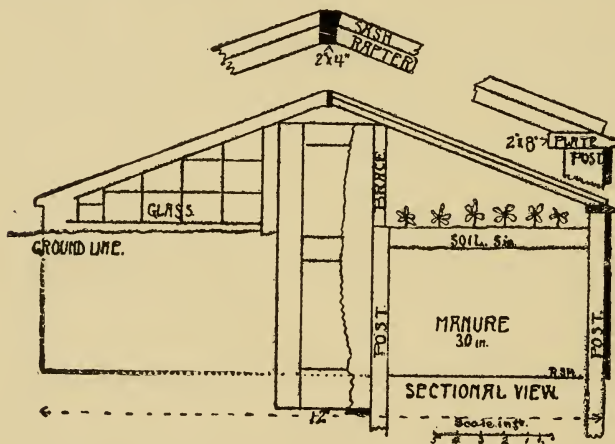 SASH
RAFTER
2"x4"
2"x8"
PLATE
POST
BRACE
GLASS.
GROUND LINE.
SOIL. 5in.
POST.
MANURE
30 in.
POST.
SECTIONAL VIEW.
12'
Scale in ft.